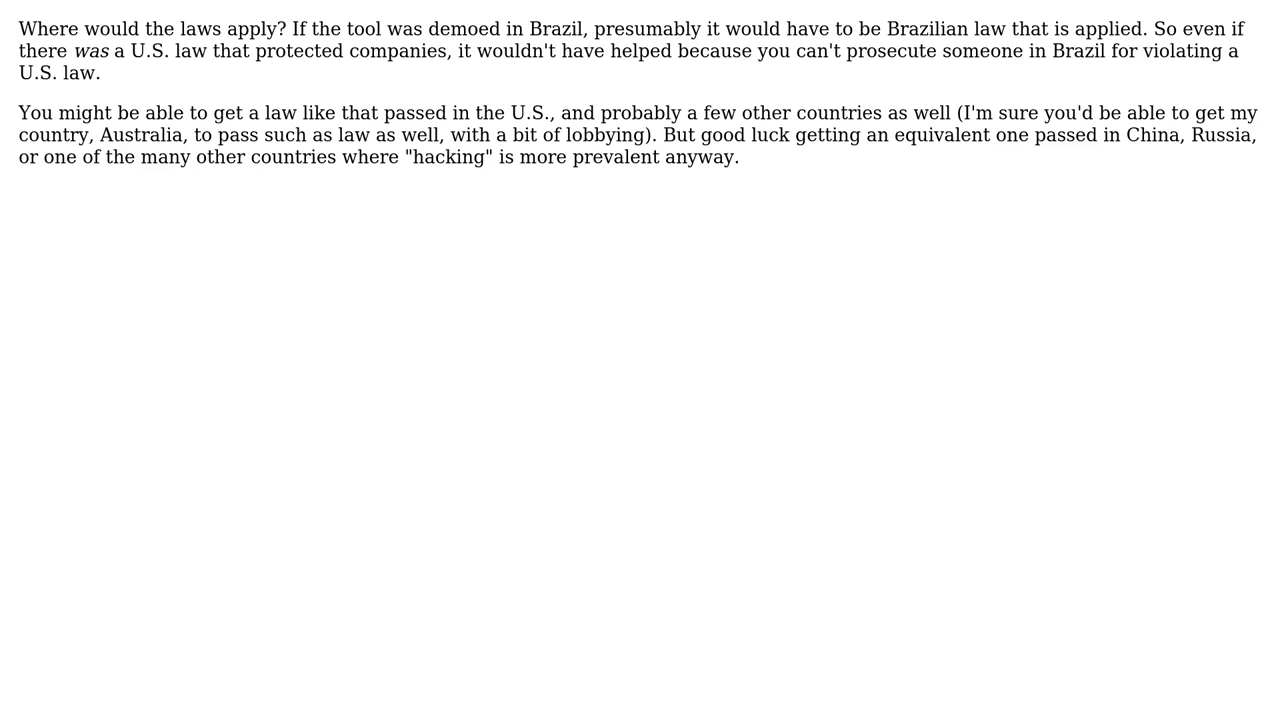 Where would the laws apply? If the tool was demoed in Brazil, presumably it would have to be Brazilian law that is applied. So even if
there was a U.S. law that protected companies, it wouldn't have helped because you can't prosecute someone in Brazil for violating a
U.S. law.
You might be able to get a law like that passed in the U.S., and probably a few other countries as well (I'm sure you'd be able to get my
country, Australia, to pass such as law as well, with a bit of lobbying). But good luck getting an equivalent one passed in China, Russia,
or one of the many other countries where "hacking" is more prevalent anyway.